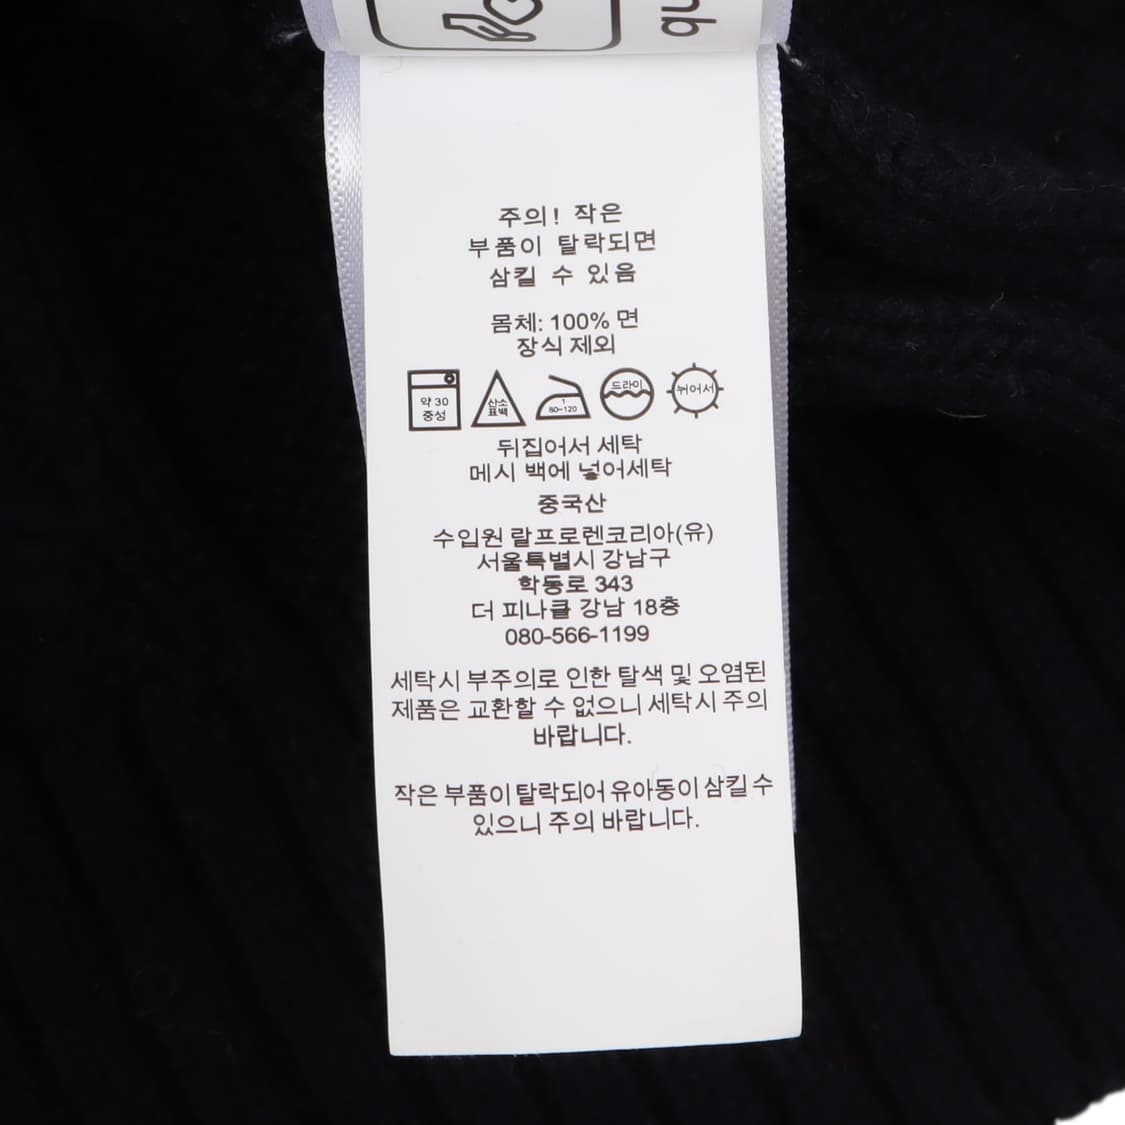 주의! 작은
부품이 탈락되면
삼킬 수 있음
몸체: 100% 면
장식 제외
약 30
중성
산소
표백
1
80~120
드라이
뉘어서
뒤집어서 세탁
메시 백에 넣어세탁
중국산
수입원 랄프로렌코리아(유)
서울특별시 강남구
학동로 343
더 피나클 강남 18층
080-566-1199
세탁시 부주의로 인한 탈색 및 오염된
제품은 교환할 수 없으니 세탁시 주의
바랍니다.
작은 부품이 탈락되어 유아동이 삼킬 수
있으니 주의 바랍니다.